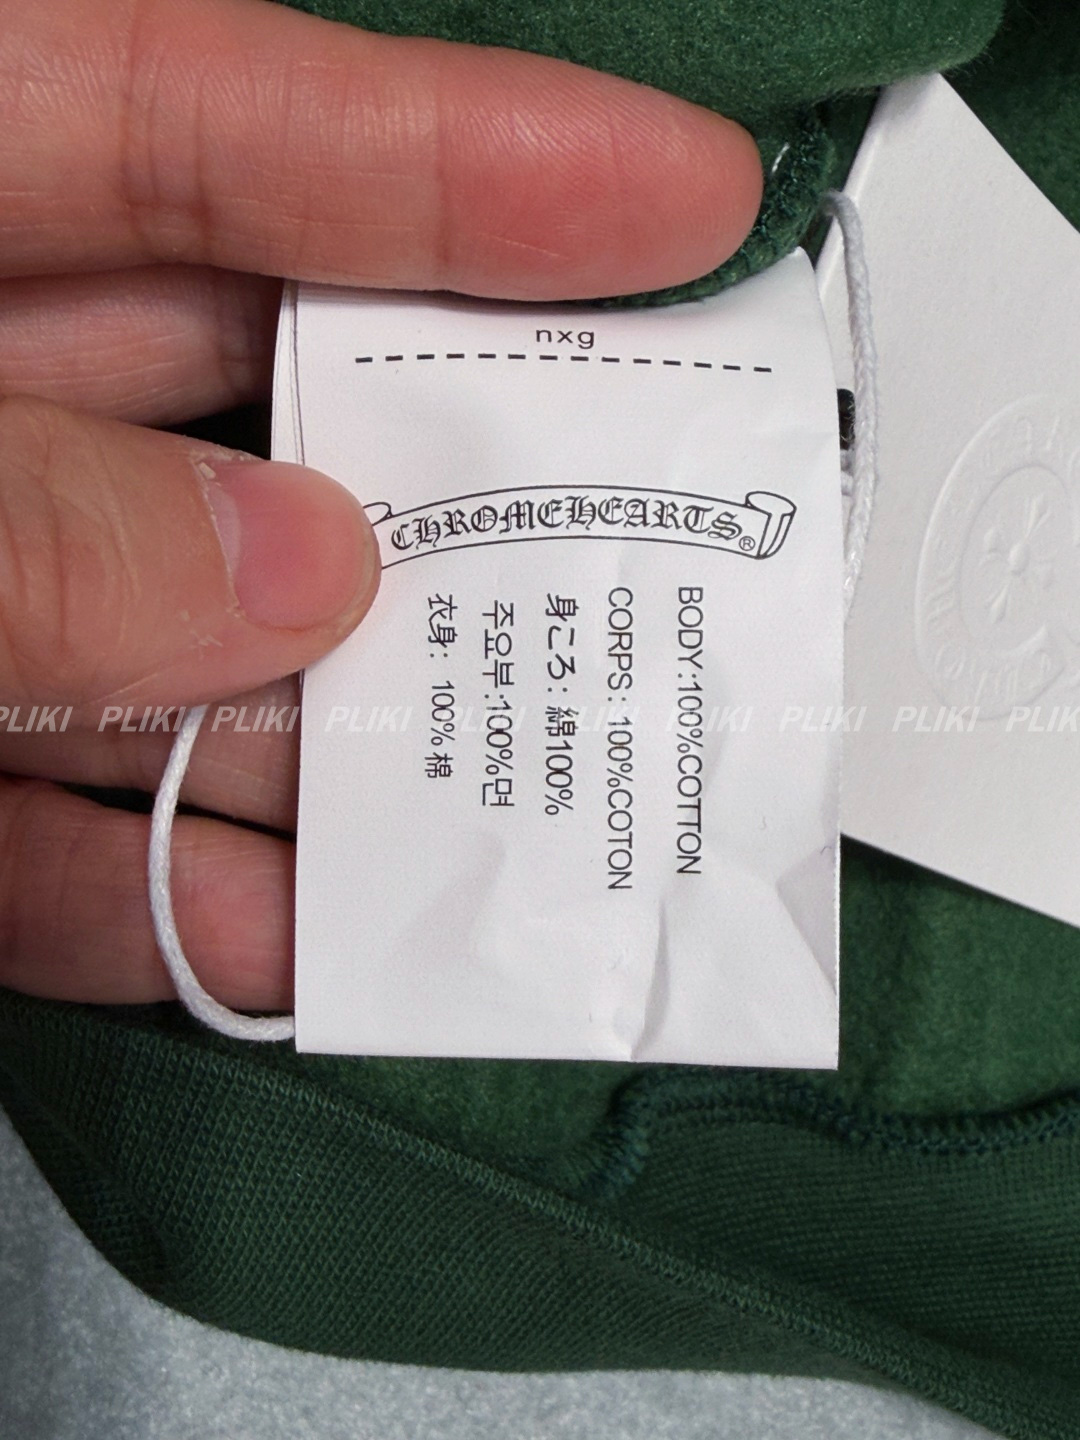 nxg
CHROMEHEARTS®
BODY:100%COTTON
CORPS: 100%COTON
身ころ: 綿100%
주요부:100%면
衣身: 100%棉
PLIKI PLIKI PLIKI PLIKI PLIKI PLIKI PLIKI PLIKI PLIKI PLIKI